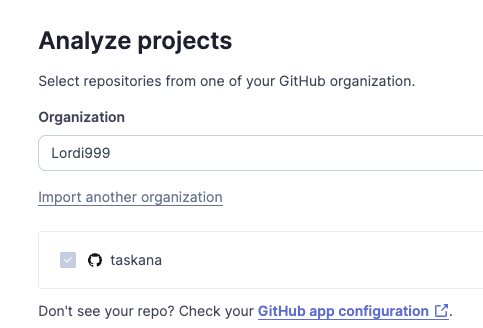 Analyze projects
Select repositories from one of your GitHub organization.
Organization
Lordi999
Import another organization
taskana
Don't see your repo? Check your GitHub app configuration.